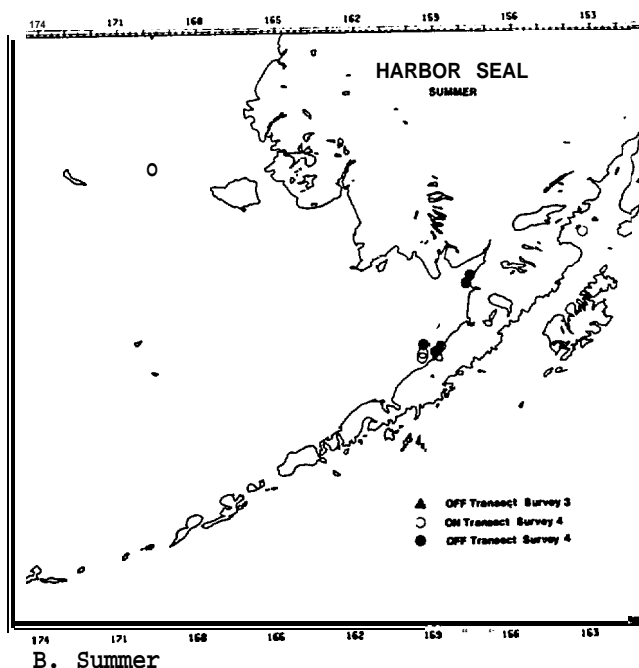 174 171 168 165 162 159 156 153
HARBOR SEAL
SUMMER
OFF Transect Survey 3
ON Transect Survey 4
OFF Transect Survey 4
174 171 168 165 162 159 156 153
B. Summer